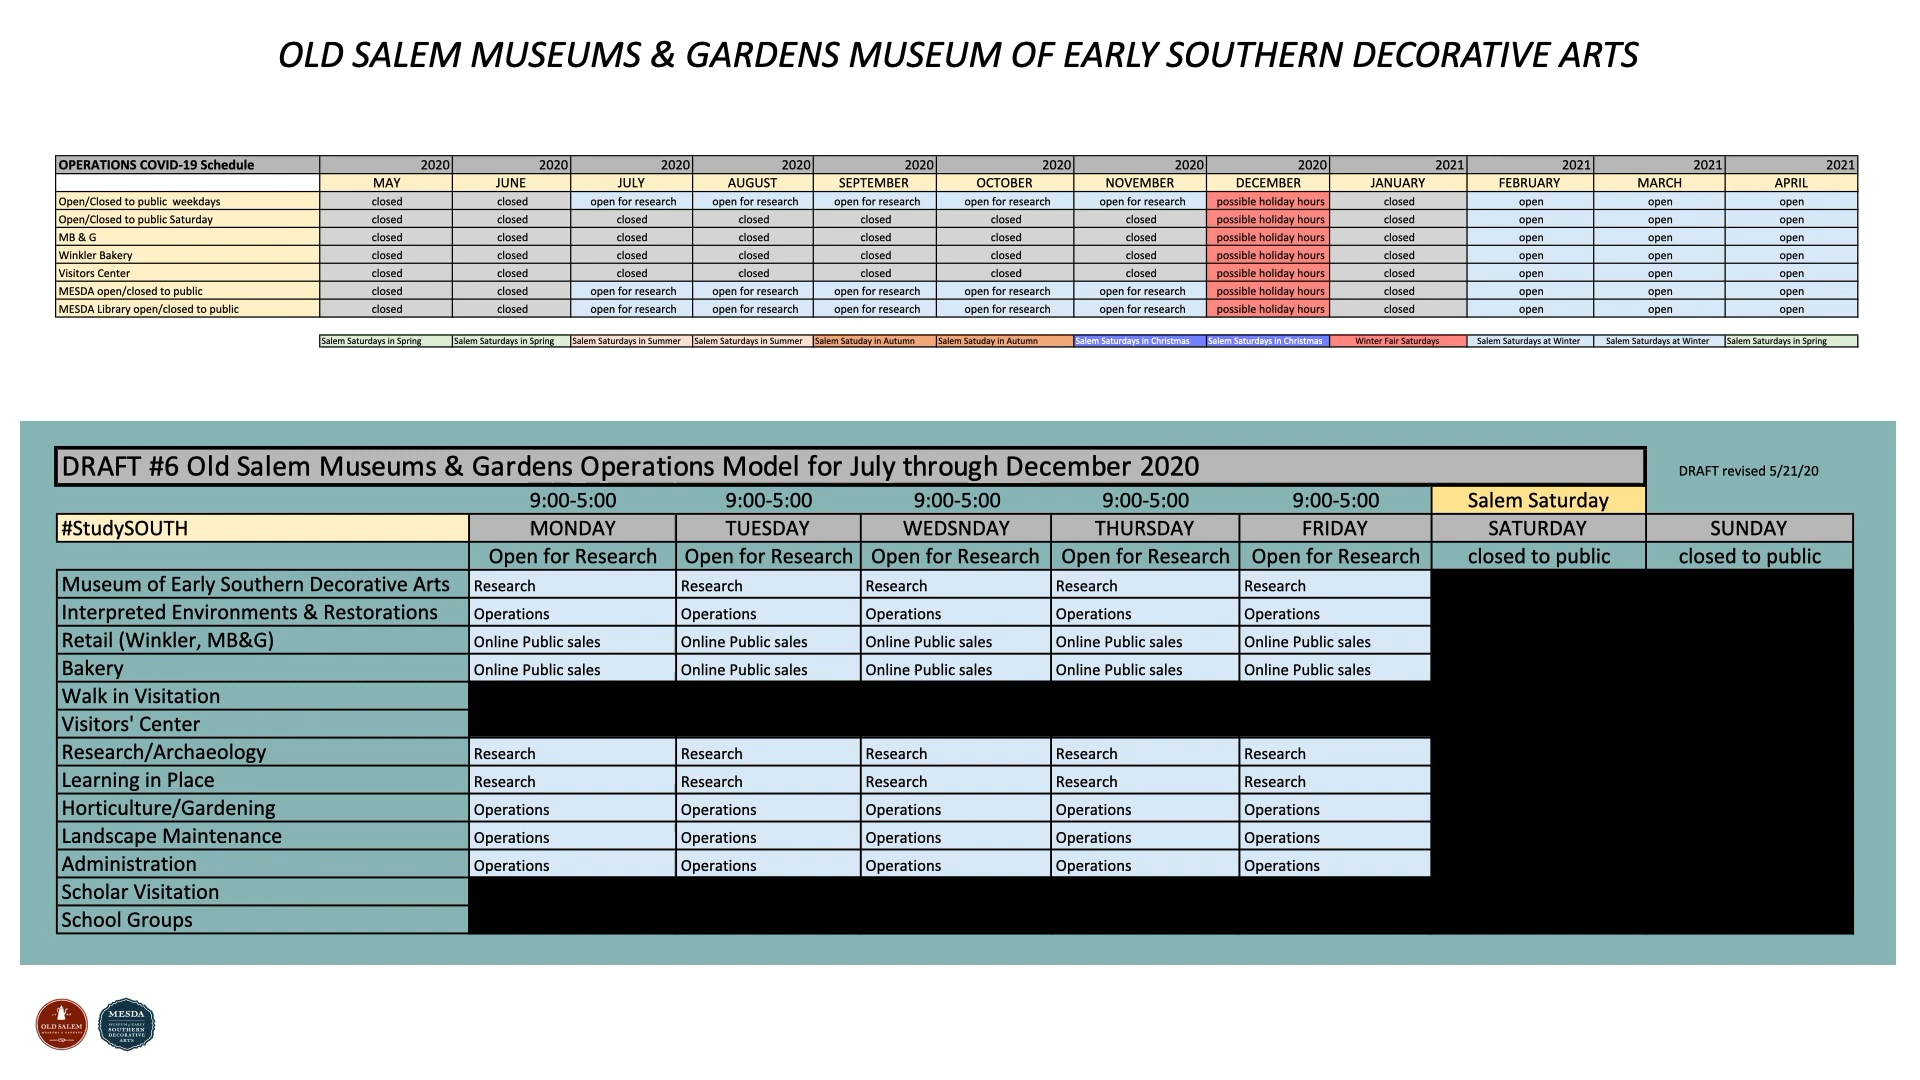 OLD SALEM MUSEUMS & GARDENS MUSEUM OF EARLY SOUTHERN DECORATIVE ARTS
OPERATIONS COVID-19 Schedule 2020 2020 2020 2020 2020 2020 2020 2020 2021 2021 2021 2021
MAY JUNE JULY AUGUST SEPTEMBER OCTOBER NOVEMBER DECEMBER JANUARY FEBRUARY MARCH APRIL
Open/Closed to public weekdays closed closed open for research open for research open for research open for research open for research possible holiday hours closed open open open
Open/Closed to public Saturday closed closed closed closed closed closed closed possible holiday hours closed open open open
MB & G closed closed closed closed closed closed closed possible holiday hours closed open open open
Winkler Bakery closed closed closed closed closed closed closed possible holiday hours closed open open open
Visitors Center closed closed closed closed closed closed closed possible holiday hours closed open open open
MESDA open/closed to public closed closed open for research open for research open for research open for research open for research possible holiday hours closed open open open
MESDA Library open/closed to public closed closed open for research open for research open for research open for research open for research possible holiday hours closed open open open
Salem Saturdays in Spring Salem Saturdays in Spring Salem Saturdays in Summer Salem Saturdays in Summer Salem Satuday in Autumn Salem Satuday in Autumn Salem Saturdays in Christmas Salem Saturdays in Christmas Winter Fair Saturdays Salem Saturdays at Winter Salem Saturdays at Winter Salem Saturdays in Spring
DRAFT #6 Old Salem Museums & Gardens Operations Model for July through December 2020 DRAFT revised 5/21/20
9:00-5:00 9:00-5:00 9:00-5:00 9:00-5:00 9:00-5:00 Salem Saturday
#StudySOUTH MONDAY TUESDAY WEDSNDAY THURSDAY FRIDAY SATURDAY SUNDAY
Open for Research Open for Research Open for Research Open for Research Open for Research closed to public closed to public
Museum of Early Southern Decorative Arts Research Research Research Research Research
Interpreted Environments & Restorations Operations Operations Operations Operations Operations
Retail (Winkler, MB&G) Online Public sales Online Public sales Online Public sales Online Public sales Online Public sales
Bakery Online Public sales Online Public sales Online Public sales Online Public sales Online Public sales
Walk in Visitation
Visitors' Center
Research/Archaeology Research Research Research Research Research
Learning in Place Research Research Research Research Research
Horticulture/Gardening Operations Operations Operations Operations Operations
Landscape Maintenance Operations Operations Operations Operations Operations
Administration Operations Operations Operations Operations Operations
Scholar Visitation
School Groups
OLD SALEM
MUSEUMS & GARDENS
MESDA
MUSEUM of EARLY
SOUTHERN
DECORATIVE
ARTS